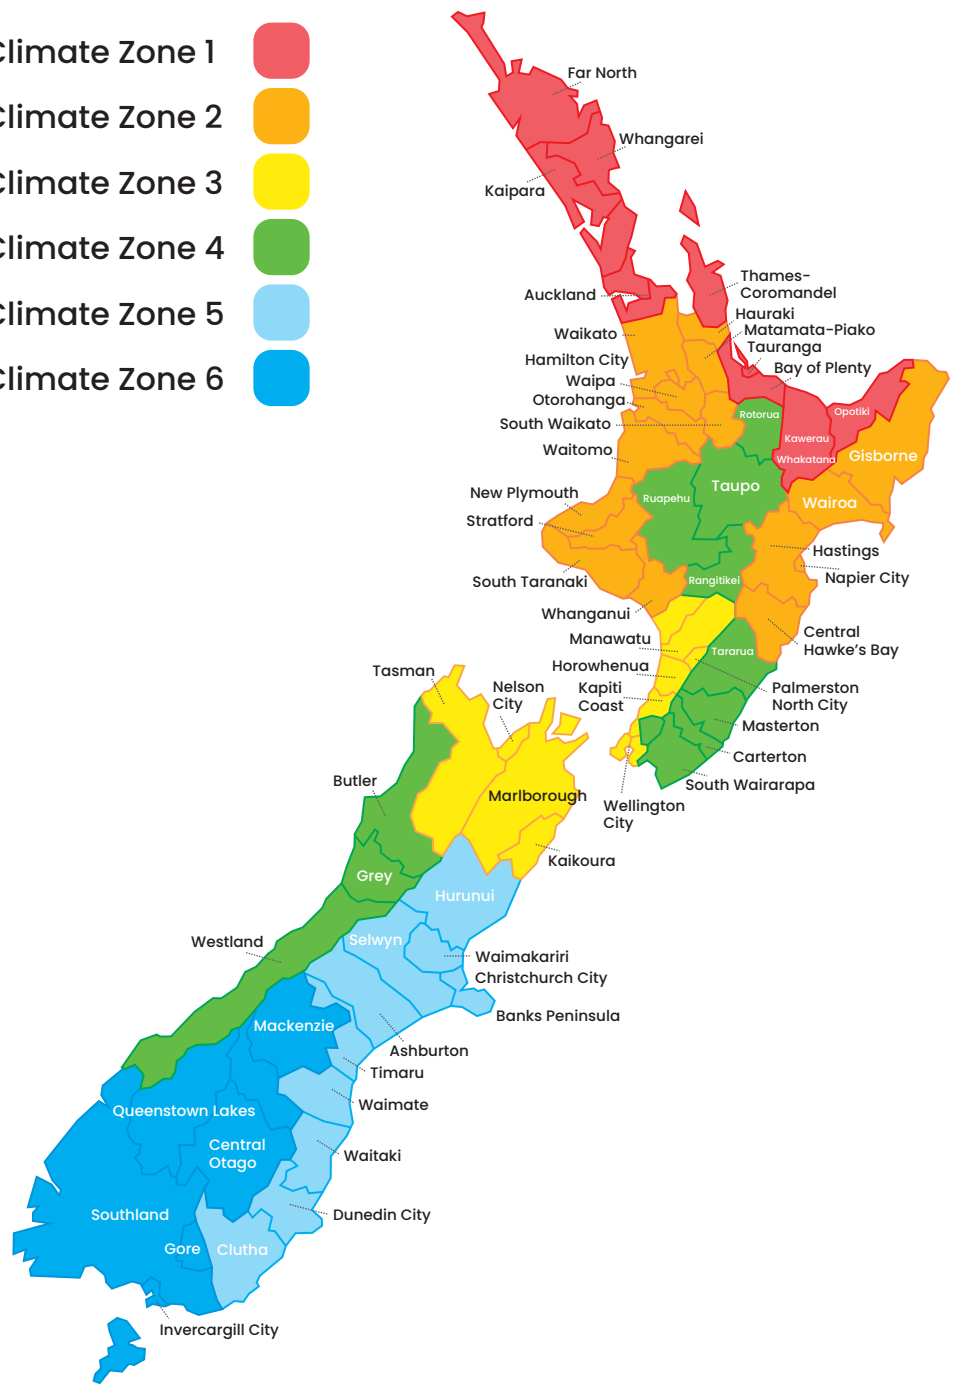 Climate Zone 1
Climate Zone 2
Climate Zone 3
Climate Zone 4
Climate Zone 5
Climate Zone 6
Far North
Whangarei
Kaipara
Thames-
Coromandel
Auckland
Hauraki
Waikato
Matamata-Piako
Tauranga
Hamilton City
Bay of Plenty
Waipa
Otorohanga
Rotorua
Opotiki
South Waikato
Kawerau
Waitomo
Whakatand
Gisborne
Taupo
New Plymouth
Ruapehu
Wairoa
Stratford
Hastings
Napier City
South Taranaki
Rangitikei
Whanganui
Central
Hawke's Bay
Manawatu
Tararua
Horowhenua
Tasman
Nelson
City
Kapiti
Coast
Palmerston
North City
Masterton
Carterton
Butler
South Wairarapa
Marlborough
Wellington
City
Kaikoura
Grey
Hurunui
Westland
Selwyn
Waimakariri
Christchurch City
Banks Peninsula
Mackenzie
Ashburton
Timaru
Waimate
Queenstown Lakes
Central
Otago
Waitaki
Southland
Dunedin City
Gore
Clutha
Invercargill City